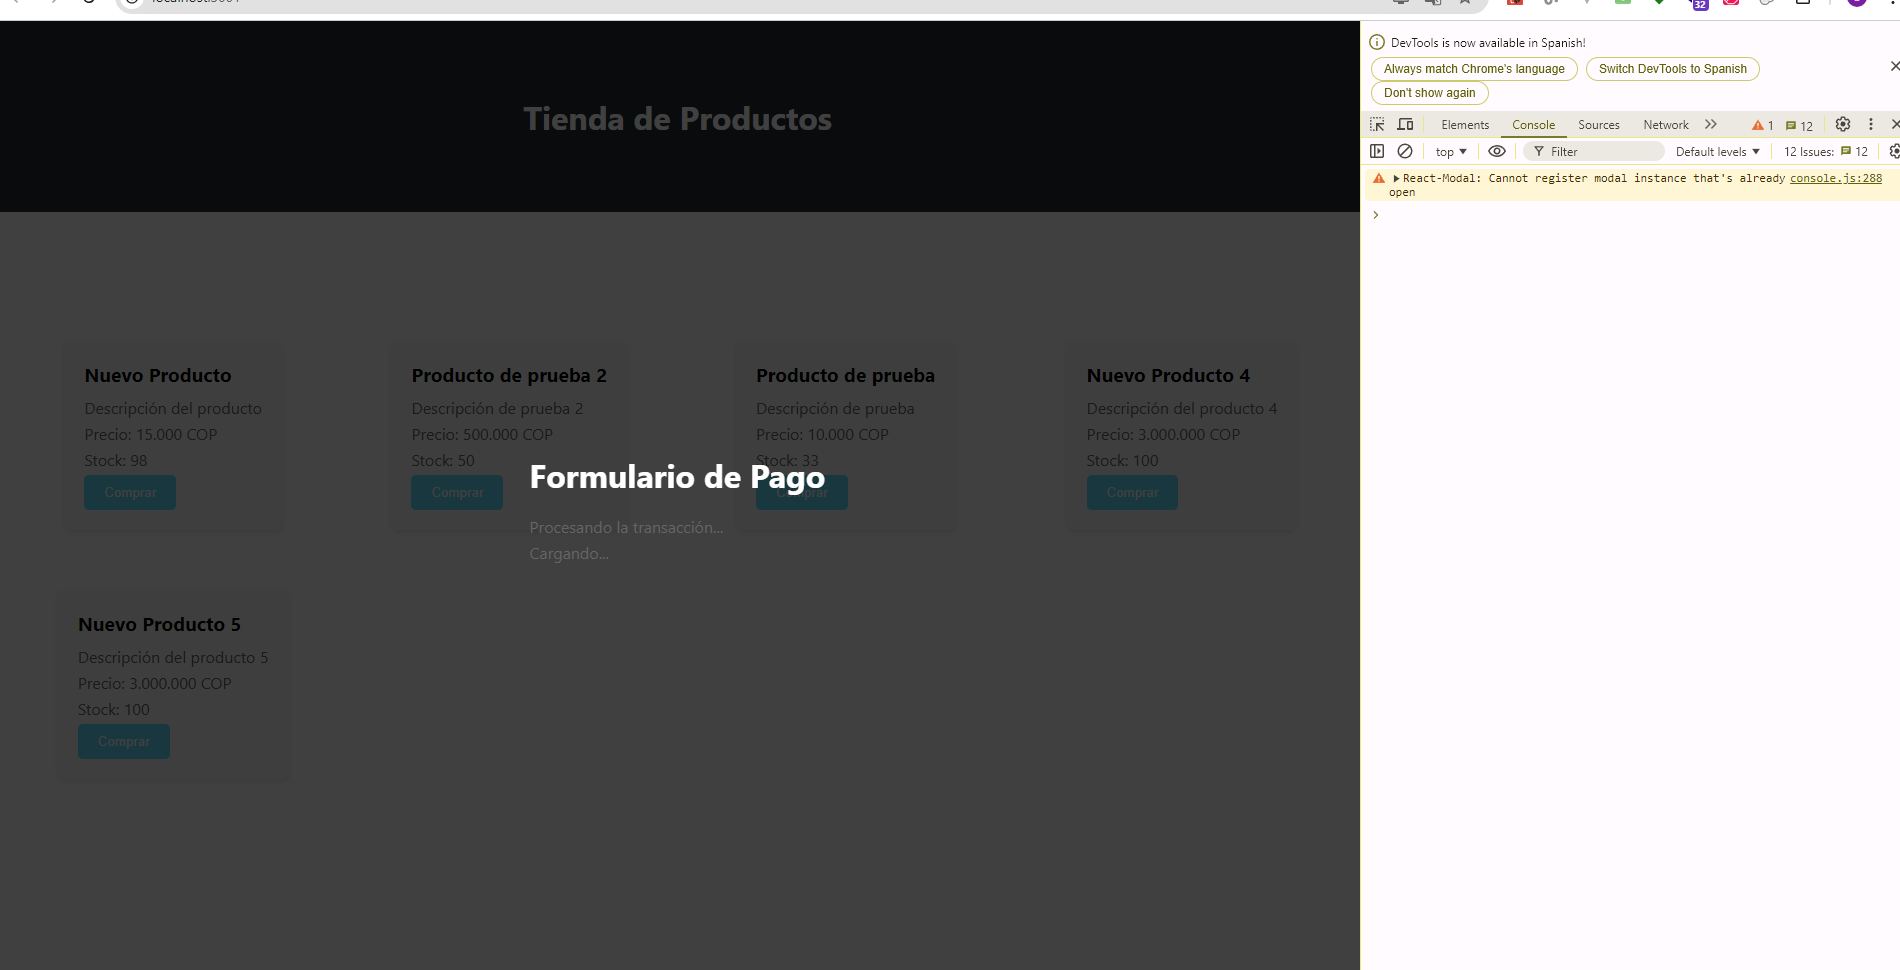 32
DevTools is now available in Spanish!
Always match Chrome's language
Switch DevTools to Spanish
Don't show again
Elements
Console
Sources
Network
1
12
top
Filter
Default levels
12 Issues:
12
React-Modal: Cannot register modal instance that's already
console.js:288
open
Tienda de Productos
Nuevo Producto
Descripción del producto
Precio: 15.000 COP
Stock: 98
Comprar
Producto de prueba 2
Descripción de prueba 2
Precio: 500.000 COP
Stock: 50
Comprar
Producto de prueba
Descripción de prueba
Precio: 10.000 COP
Stock: 33
Comprar
Nuevo Producto 4
Descripción del producto 4
Precio: 3.000.000 COP
Stock: 100
Comprar
Formulario de Pago
Procesando la transacción...
Cargando...
Nuevo Producto 5
Descripción del producto 5
Precio: 3.000.000 COP
Stock: 100
Comprar